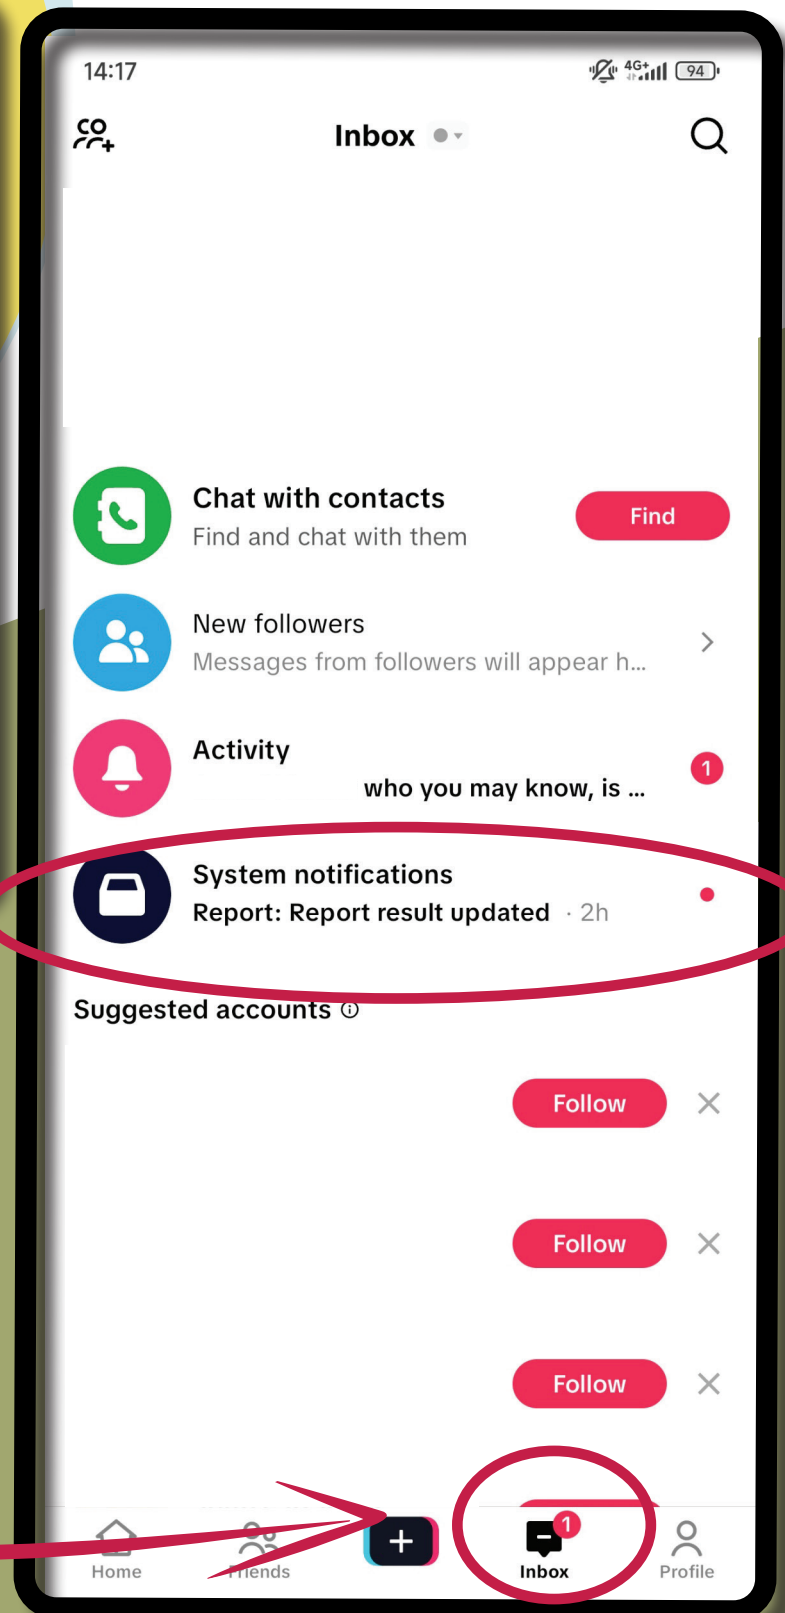 14:17
4G+
94
Inbox
Chat with contacts
Find and chat with them
Find
New followers
Messages from followers will appear h...
Activity
who you may know, is ...
1
System notifications
Report: Report result updated · 2h
Suggested accounts
Follow
Follow
Follow
1
Home
Friends
Inbox
Profile